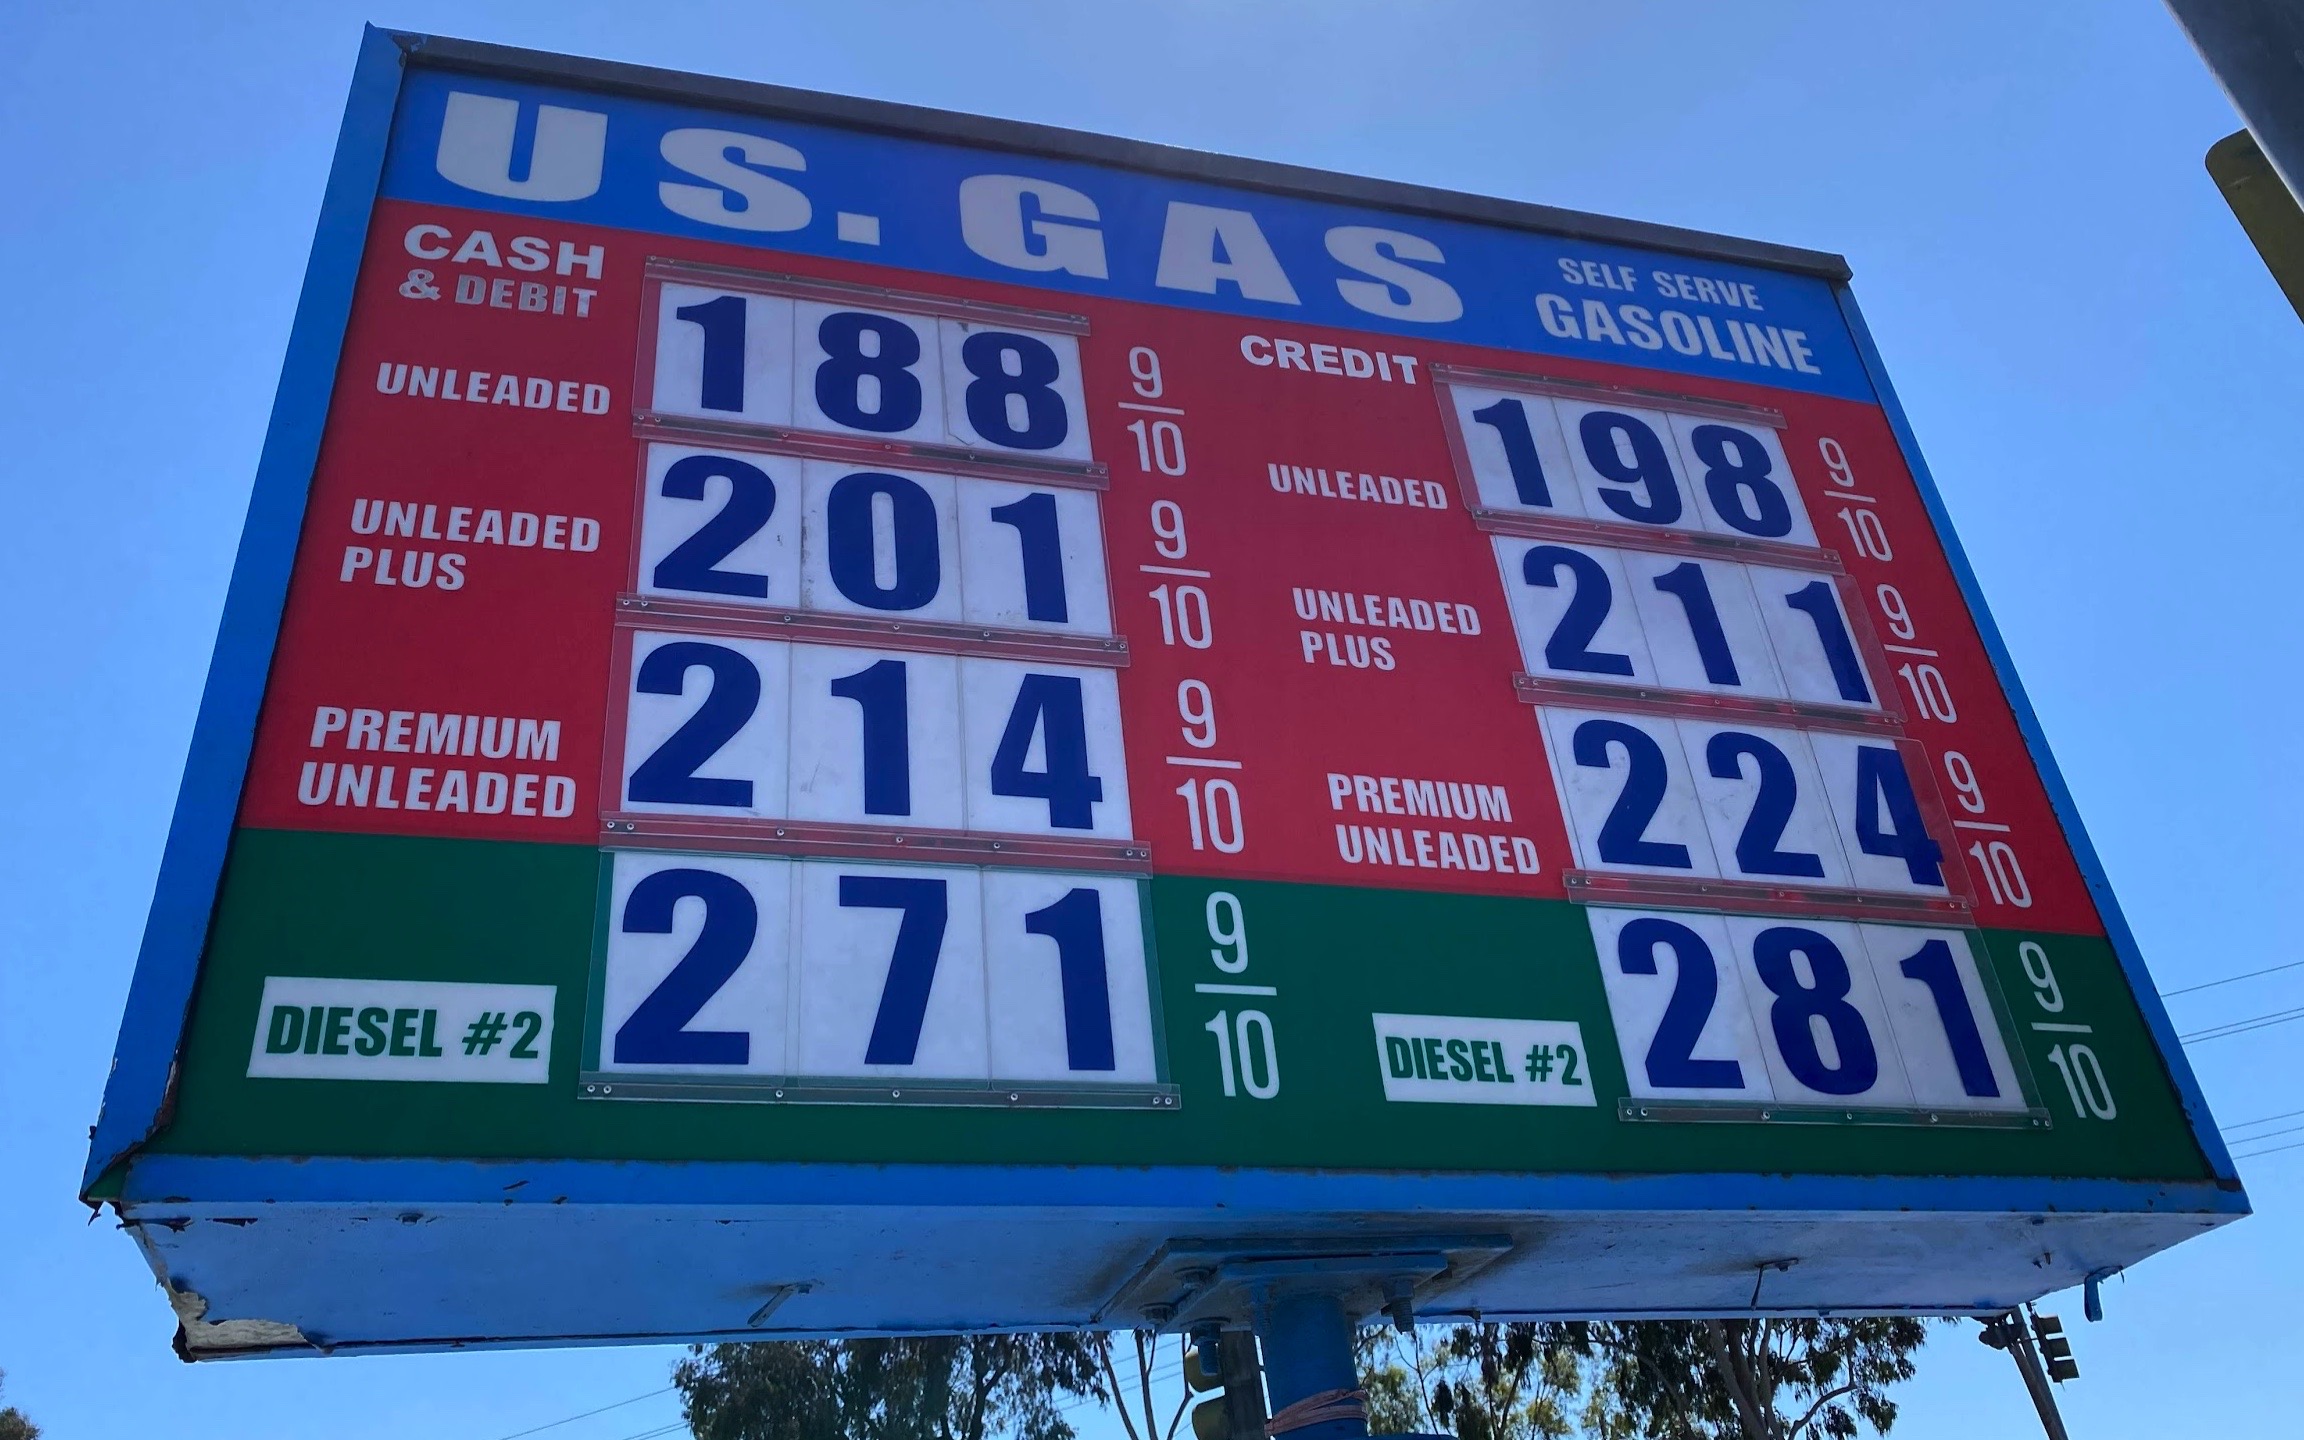 US. GAS
SELF SERVE
GASOLINE
CASH
& DEBIT
UNLEADED
188 9/10
UNLEADED
PLUS
201 9/10
PREMIUM
UNLEADED
214 9/10
DIESEL #2
271 9/10
CREDIT
UNLEADED
198 9/10
UNLEADED
PLUS
211 9/10
PREMIUM
UNLEADED
224 9/10
DIESEL #2
281 9/10